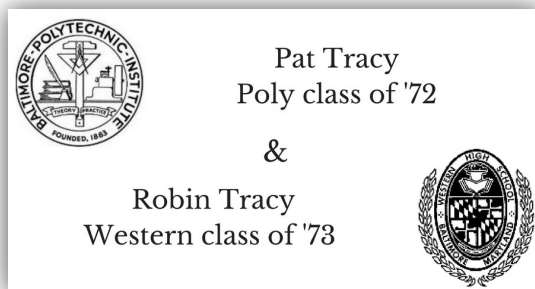 BALTIMORE·POLYTECHNIC·INSTITUTE
THEORY PRACTICE
FOUNDED, 1883
Pat Tracy
Poly class of '72
&
Robin Tracy
Western class of '73
WESTERN HIGH SCHOOL
BALTIMORE MARYLAND